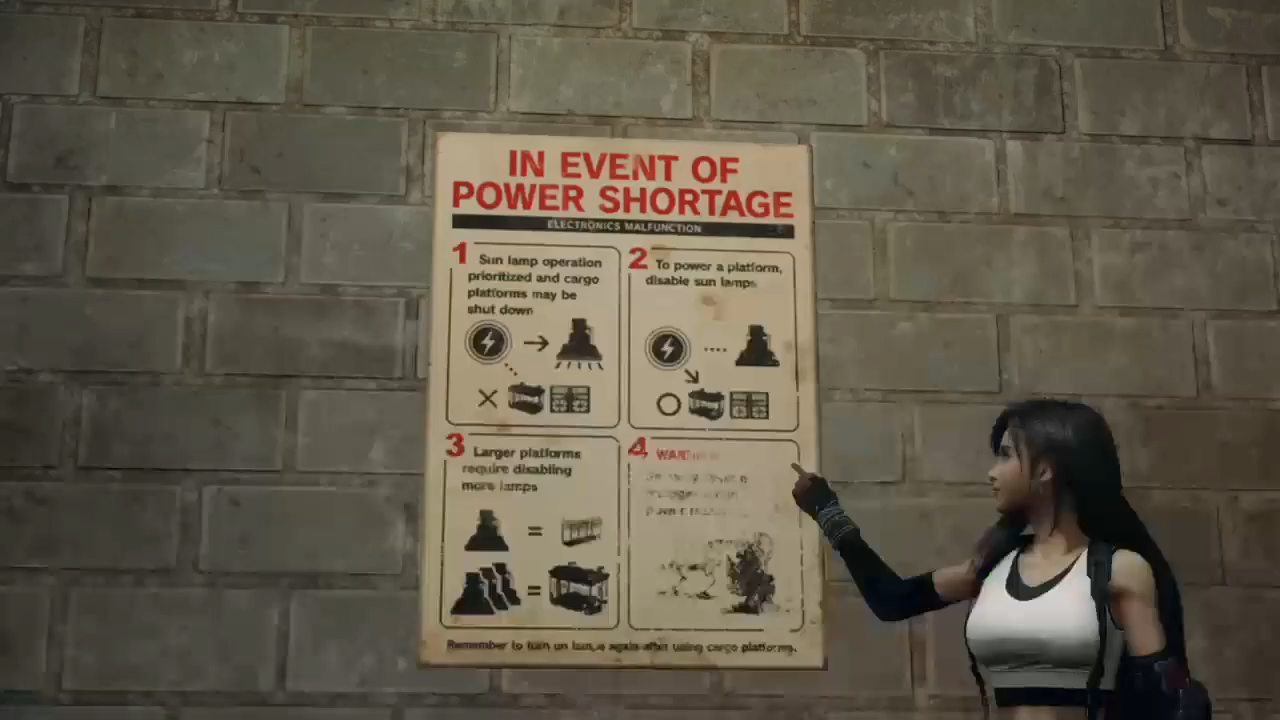 IN EVENT OF
POWER SHORTAGE
ELECTRONICS MALFUNCTION
1 Sun lamp operation
prioritized and cargo
platforms may be
shut down
2 To power a platform,
disable sun lamps
3 Larger platforms
require disabling
more lamps
4
Remember to turn on lamps again after using cargo platforms.